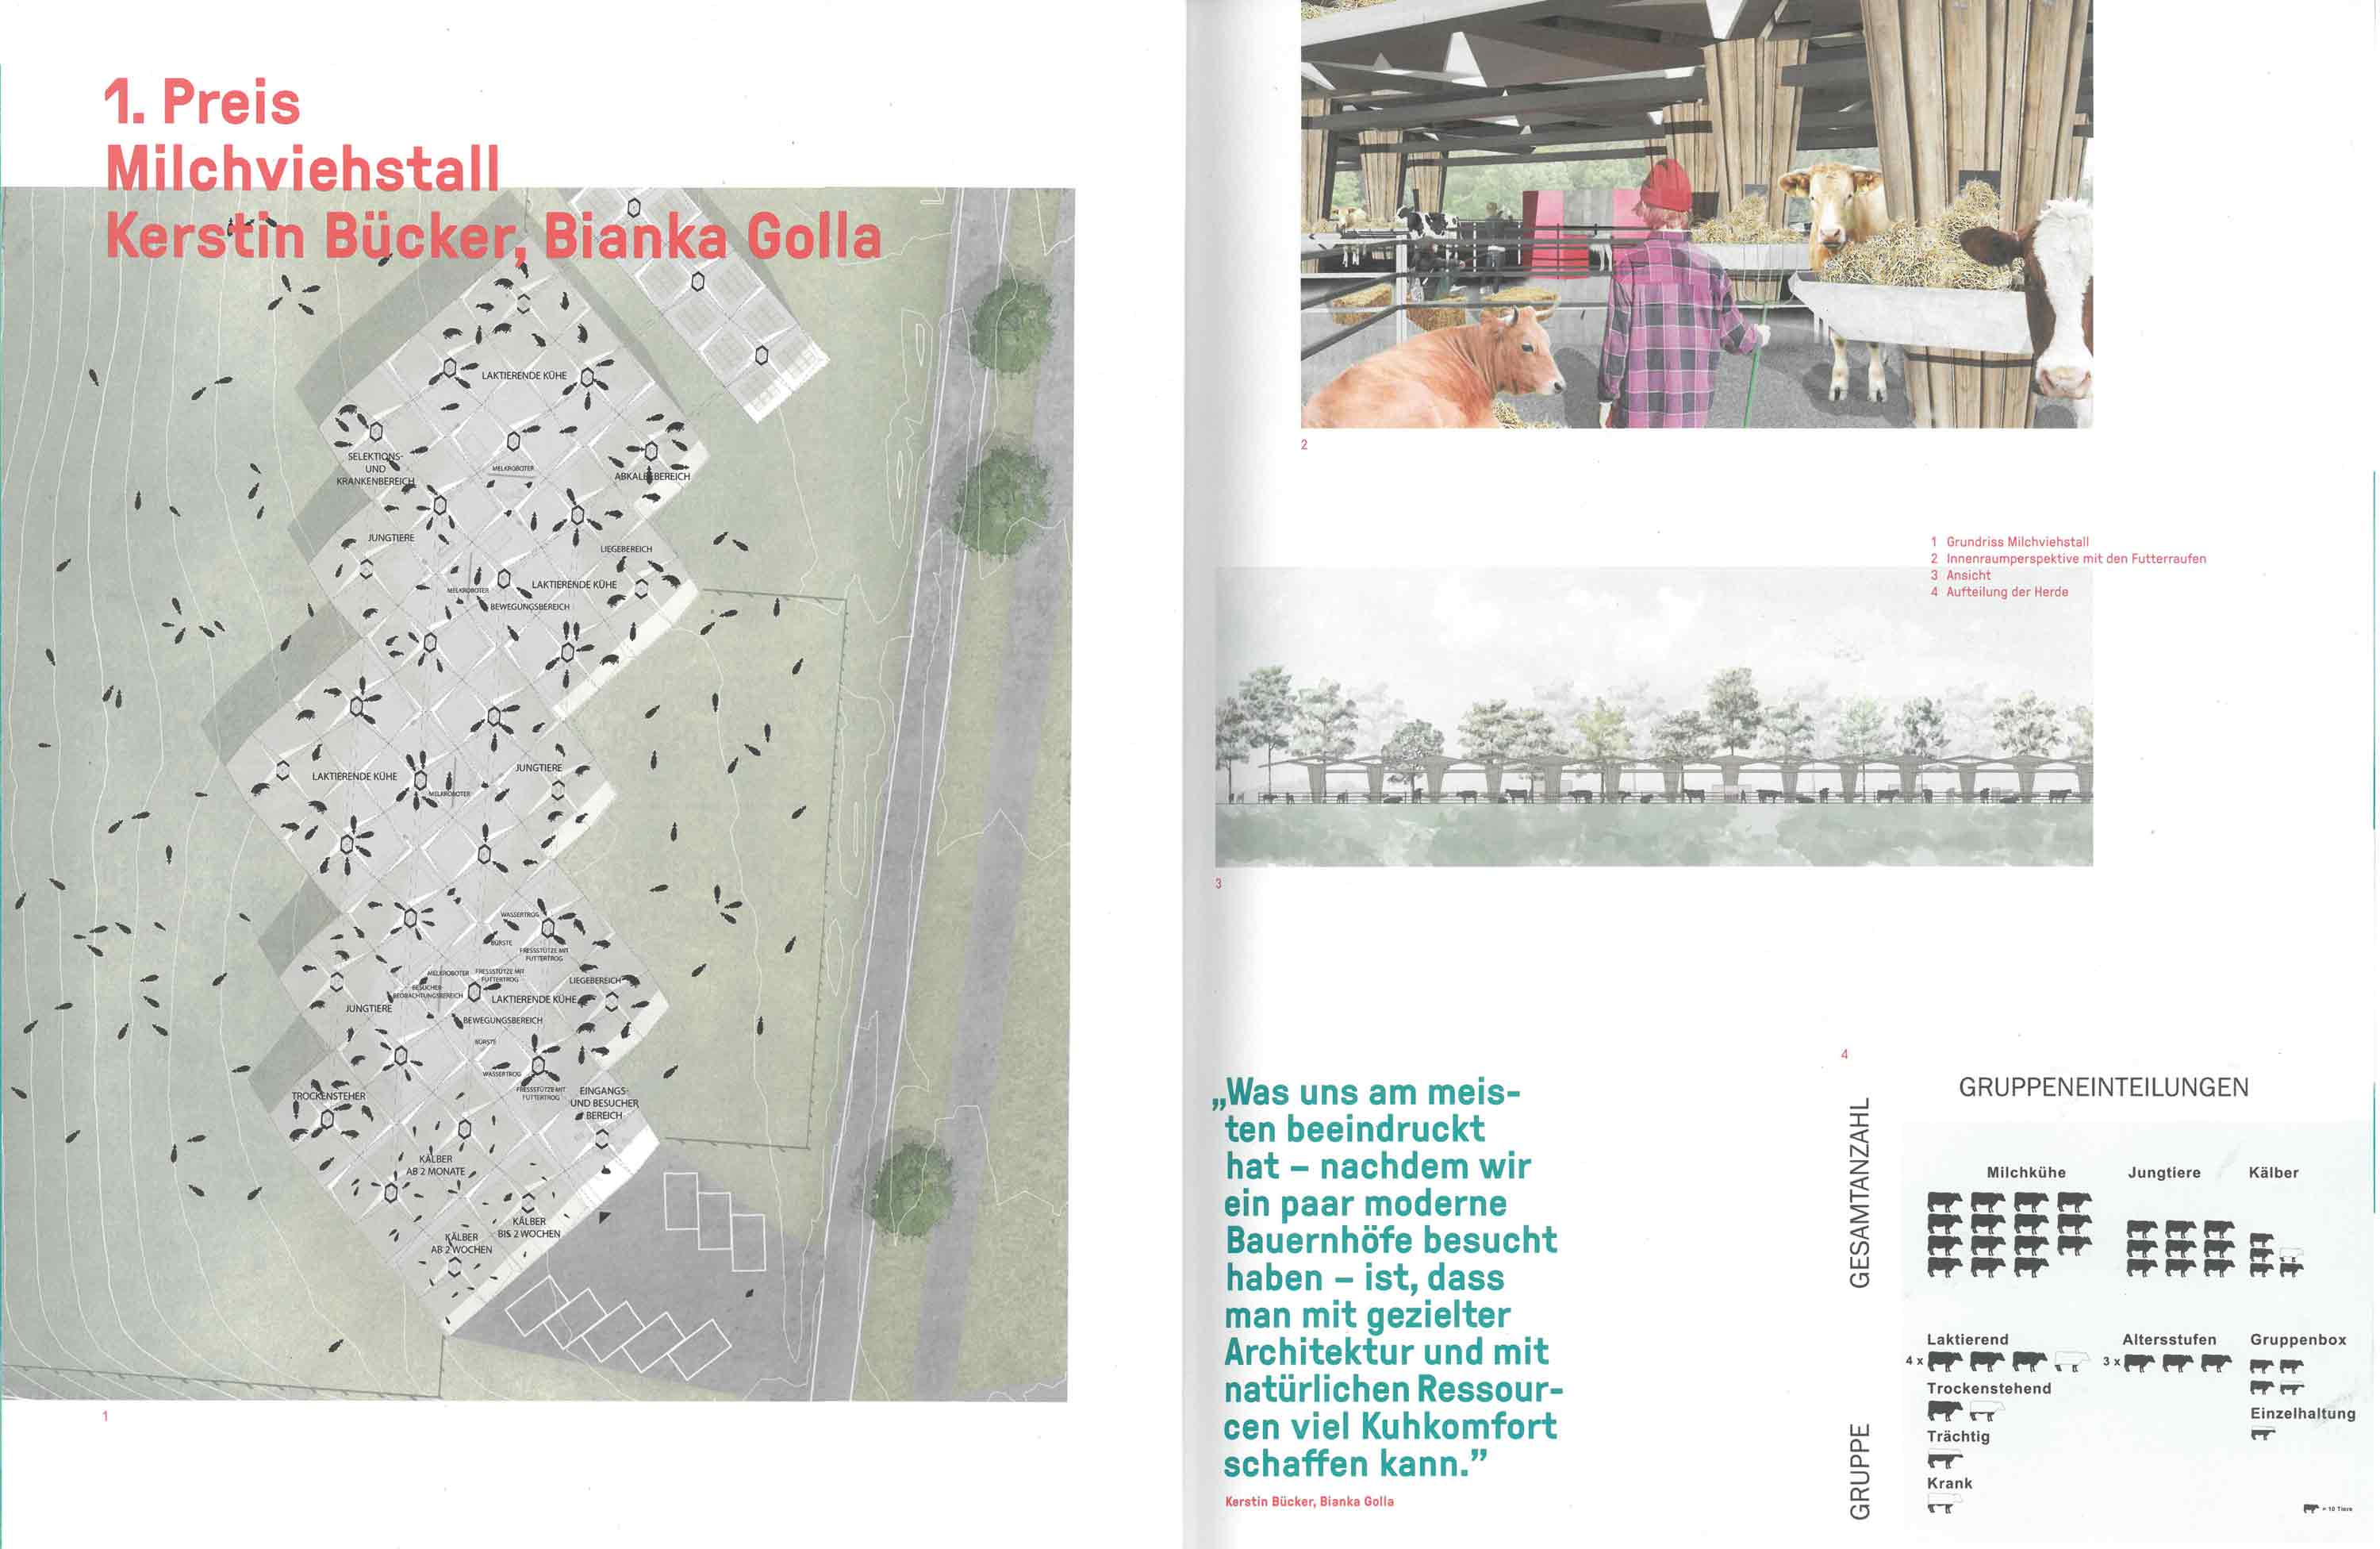 1. Preis
Milchviehstall
Kerstin Bücker, Bianka Golla
LAKTIERENDE KÜHE
SELEKTIONS-
UND
KRANKENBEREICH
MELKROBOTER
ABKALBEBEREICH
JUNGTIERE
LIEGEBEREICH
MELKROBOTER
LAKTIERENDE KÜHE
BEWEGUNGSBEREICH
LAKTIERENDE KÜHE
MELKROBOTER
JUNGTIERE
WASSERTROG
BÜRSTE
FRESSSTÜTZE MIT
FUTTERTROG
MELKROBOTER
FRESSSTÜTZE MIT
FUTTERTROG
LIEGEBEREICH
BESUCHER-
BEOBACHTUNGSBEREICH
LAKTIERENDE KÜHE
JUNGTIERE
BEWEGUNGSBEREICH
BÜRSTE
WASSERTROG
FRESSSTÜTZE MIT
FUTTERTROG
EINGANGS-
UND BESUCHER
BEREICH
TROCKENSTEHER
KÄLBER
AB 2 MONATE
KÄLBER
BIS 2 WOCHEN
KÄLBER
AB 2 WOCHEN
1
2
1 Grundriss Milchviehstall
2 Innenraumperspektive mit den Futterraufen
3 Ansicht
4 Aufteilung der Herde
3
„Was uns am meis-
ten beeindruckt
hat – nachdem wir
ein paar moderne
Bauernhöfe besucht
haben – ist, dass
man mit gezielter
Architektur und mit
natürlichen Ressour-
cen viel Kuhkomfort
schaffen kann.”
Kerstin Bücker, Bianka Golla
4
GRUPPENEINTEILUNGEN
GESAMTANZAHL
Milchkühe
Jungtiere
Kälber
GRUPPE
Laktierend
4 x
Trockenstehend
Trächtig
Krank
Altersstufen
3 x
Gruppenbox
Einzelhaltung
= 10 Tiere